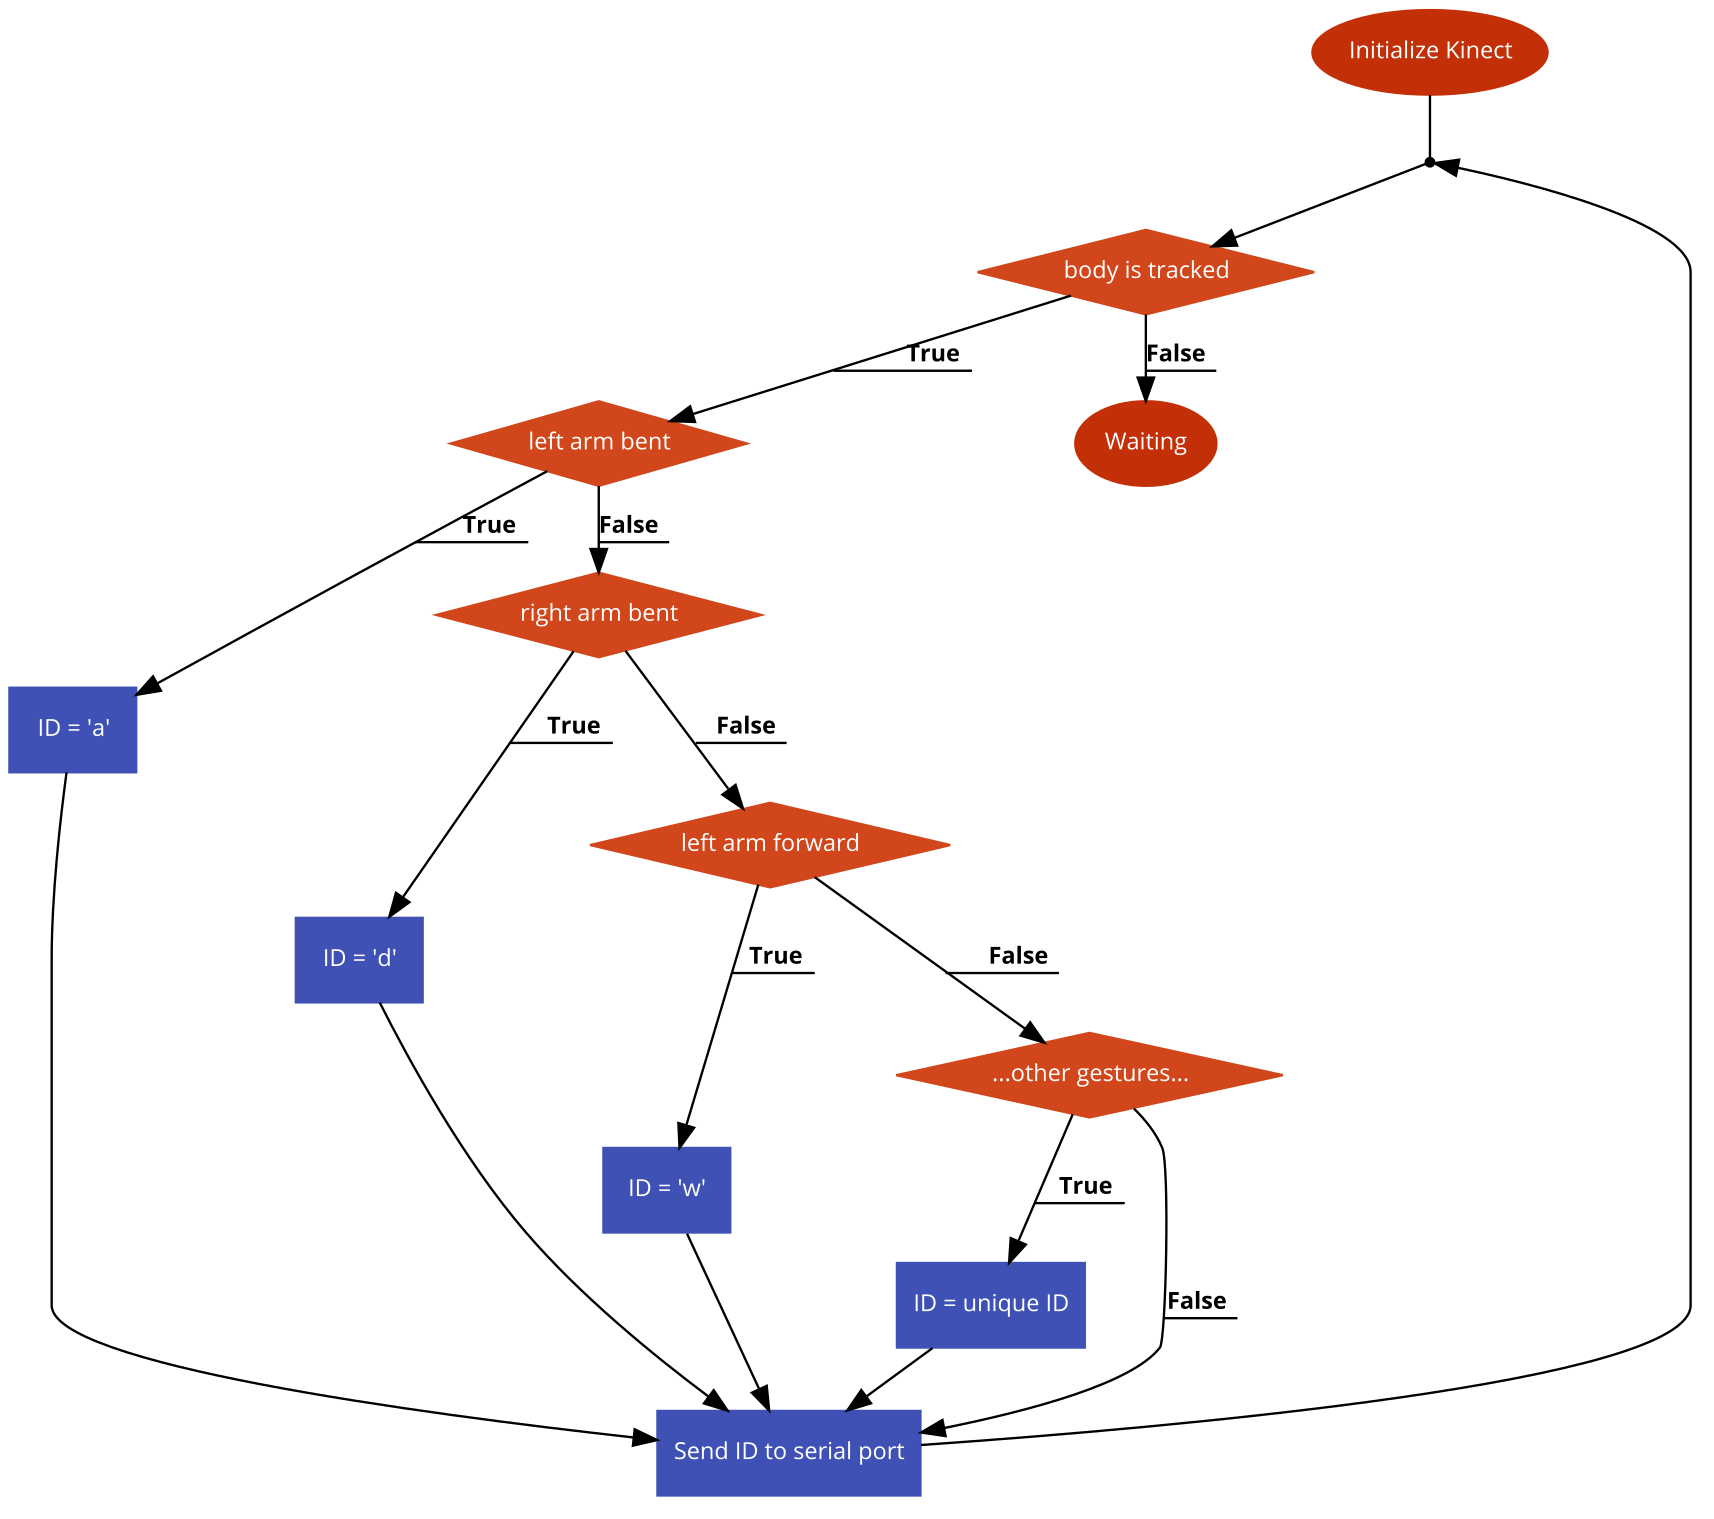 Initialize Kinect
body is tracked
True
False
left arm bent
Waiting
True
False
right arm bent
ID = 'a'
True
False
left arm forward
ID = 'd'
True
False
...other gestures...
ID = 'w'
True
ID = unique ID
False
Send ID to serial port